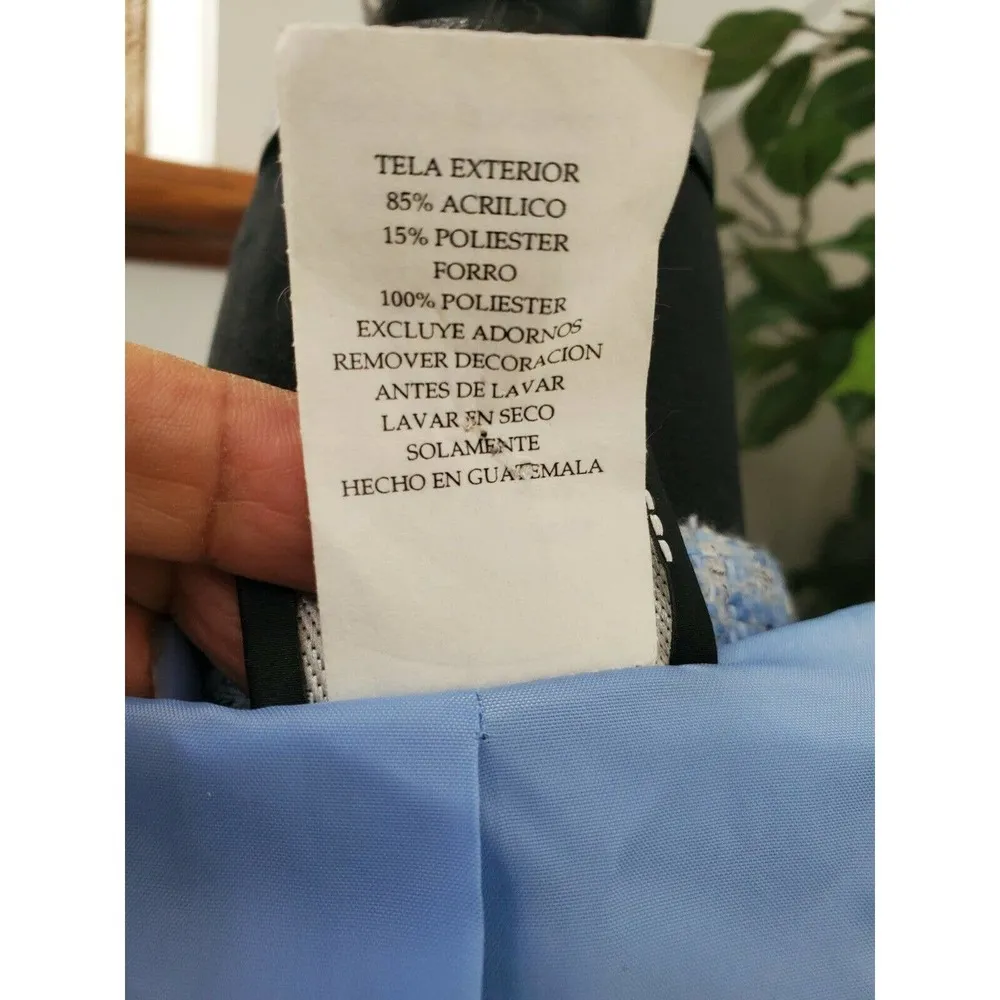 TELA EXTERIOR
85% ACRILICO
15% POLIESTER
FORRO
100% POLIESTER
EXCLUYE ADORNOS
REMOVER DECORACION
ANTES DE LAVAR
LAVAR EN SECO
SOLAMENTE
HECHO EN GUATEMALA